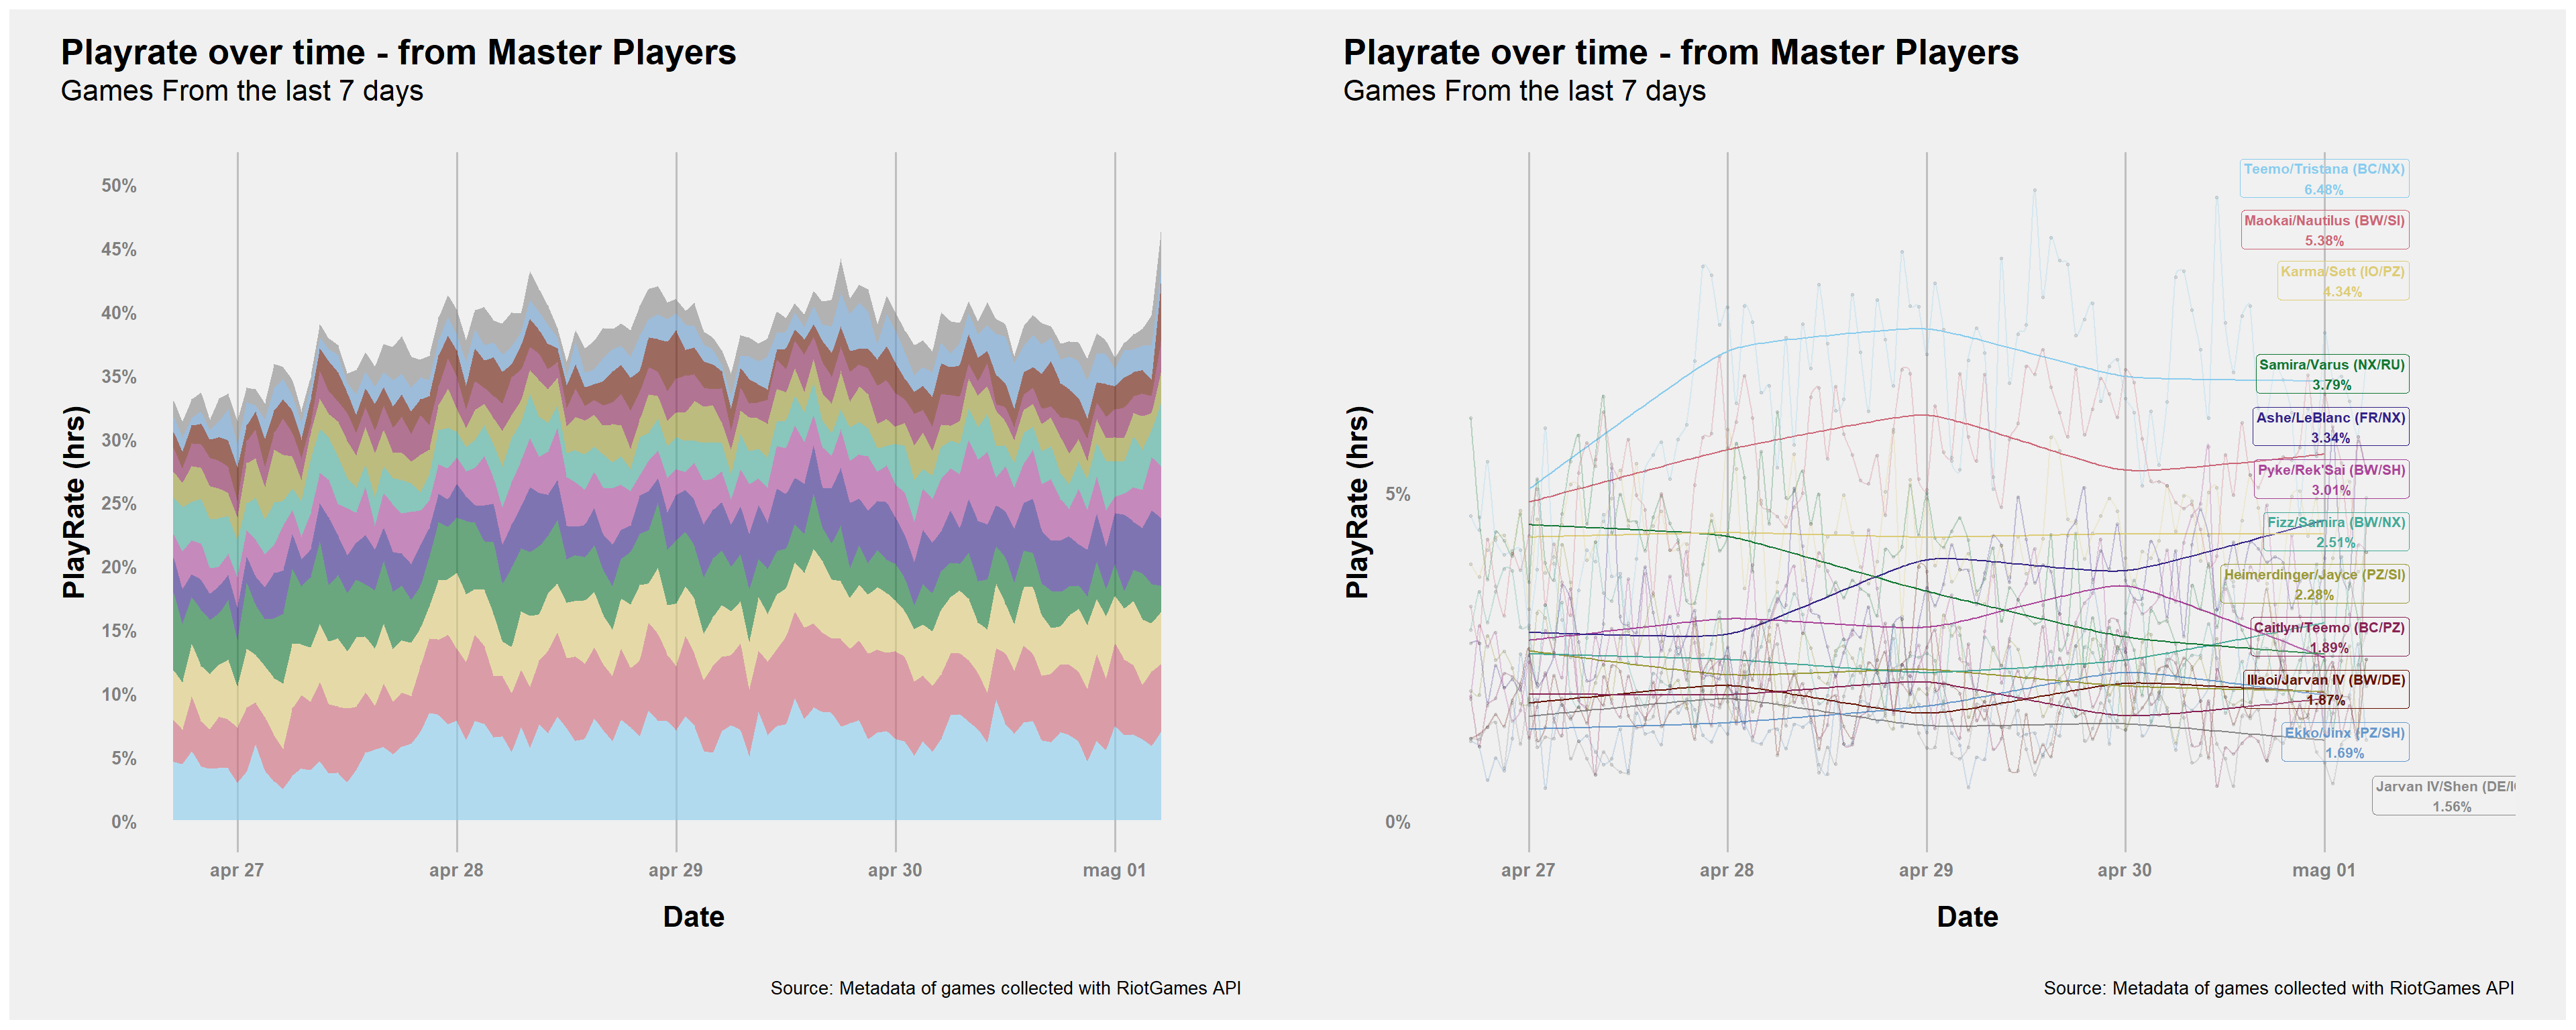 Playrate over time - from Master Players
Games From the last 7 days
PlayRate (hrs)
50%
45%
40%
35%
30%
25%
20%
15%
10%
5%
0%
apr 27
apr 28
apr 29
apr 30
mag 01
Date
Source: Metadata of games collected with RiotGames API
Playrate over time - from Master Players
Games From the last 7 days
PlayRate (hrs)
5%
0%
Teemo/Tristana (BC/NX)
6.48%
Maokai/Nautilus (BW/SI)
5.38%
Karma/Sett (IO/PZ)
4.34%
Samira/Varus (NX/RU)
3.79%
Ashe/LeBlanc (FR/NX)
3.34%
Pyke/Rek'Sai (BW/SH)
3.01%
Fizz/Samira (BW/NX)
2.51%
Heimerdinger/Jayce (PZ/SI)
2.28%
Caitlyn/Teemo (BC/PZ)
1.89%
Illaoi/Jarvan IV (BW/DE)
1.87%
Ekko/Jinx (PZ/SH)
1.69%
Jarvan IV/Shen (DE/I
1.56%
apr 27
apr 28
apr 29
apr 30
mag 01
Date
Source: Metadata of games collected with RiotGames API